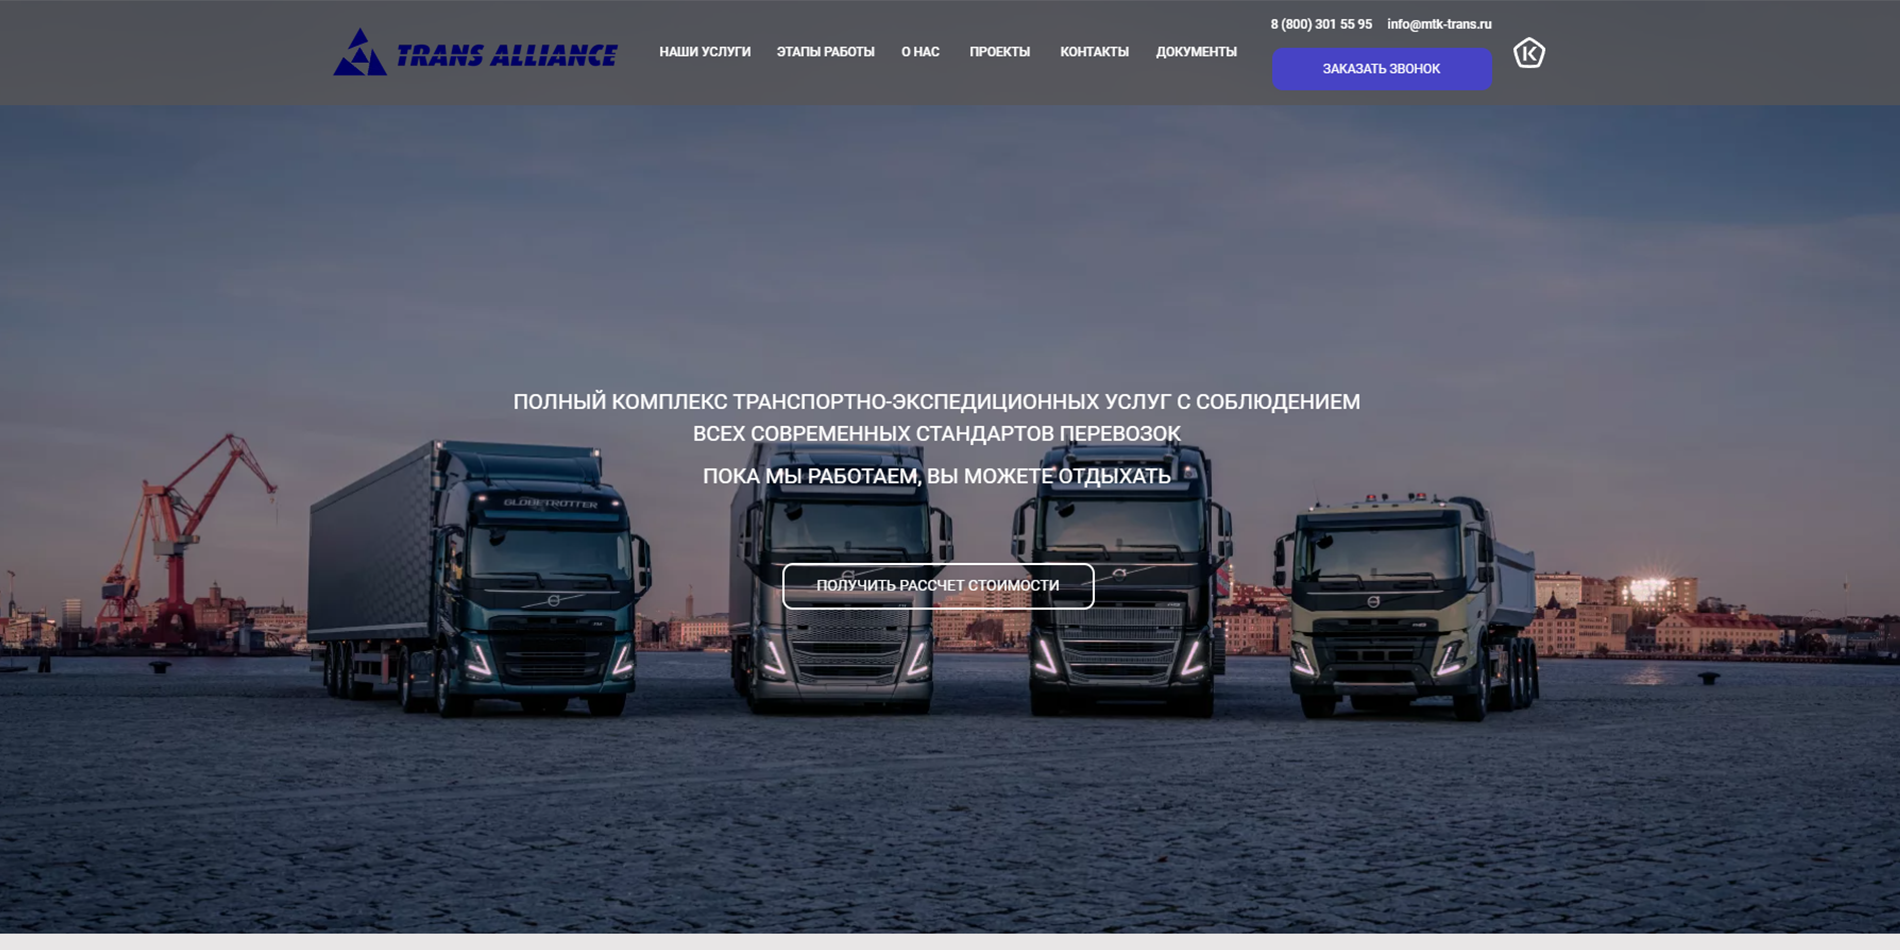 8 (800) 301 55 95 info@mtk-trans.ru
TRANS ALLIANCE
НАШИ УСЛУГИ ЭТАПЫ РАБОТЫ О НАС ПРОЕКТЫ КОНТАКТЫ ДОКУМЕНТЫ
ЗАКАЗАТЬ ЗВОНОК
K
ПОЛНЫЙ КОМПЛЕКС ТРАНСПОРТНО-ЭКСПЕДИЦИОННЫХ УСЛУГ С СОБЛЮДЕНИЕМ
ВСЕХ СОВРЕМЕННЫХ СТАНДАРТОВ ПЕРЕВОЗОК
ПОКА МЫ РАБОТАЕМ, ВЫ МОЖЕТЕ ОТДЫХАТЬ
GLOBETROTTER
ПОЛУЧИТЬ РАССЧЕТ СТОИМОСТИ